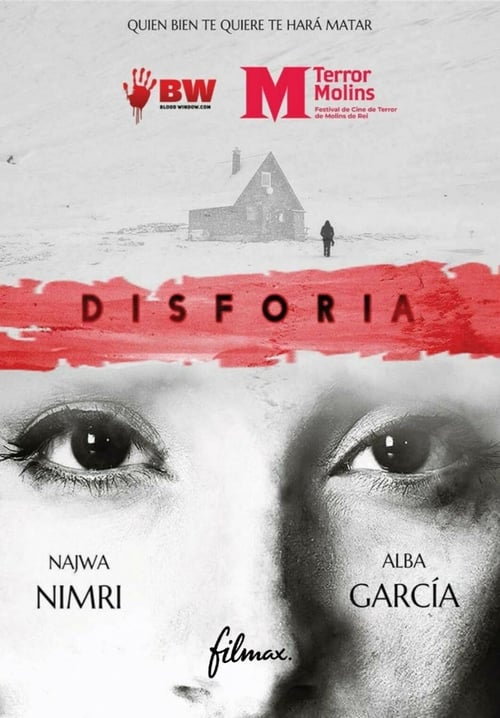 QUIEN BIEN TE QUIERE TE HARÁ MATAR
BW
BLOOD WINDOW.COM
M Terror
Molins
Festival de Cine de Terror
de Molins de Rei
DISFORIA
NAJWA
NIMRI
ALBA
GARCÍA
filmax.